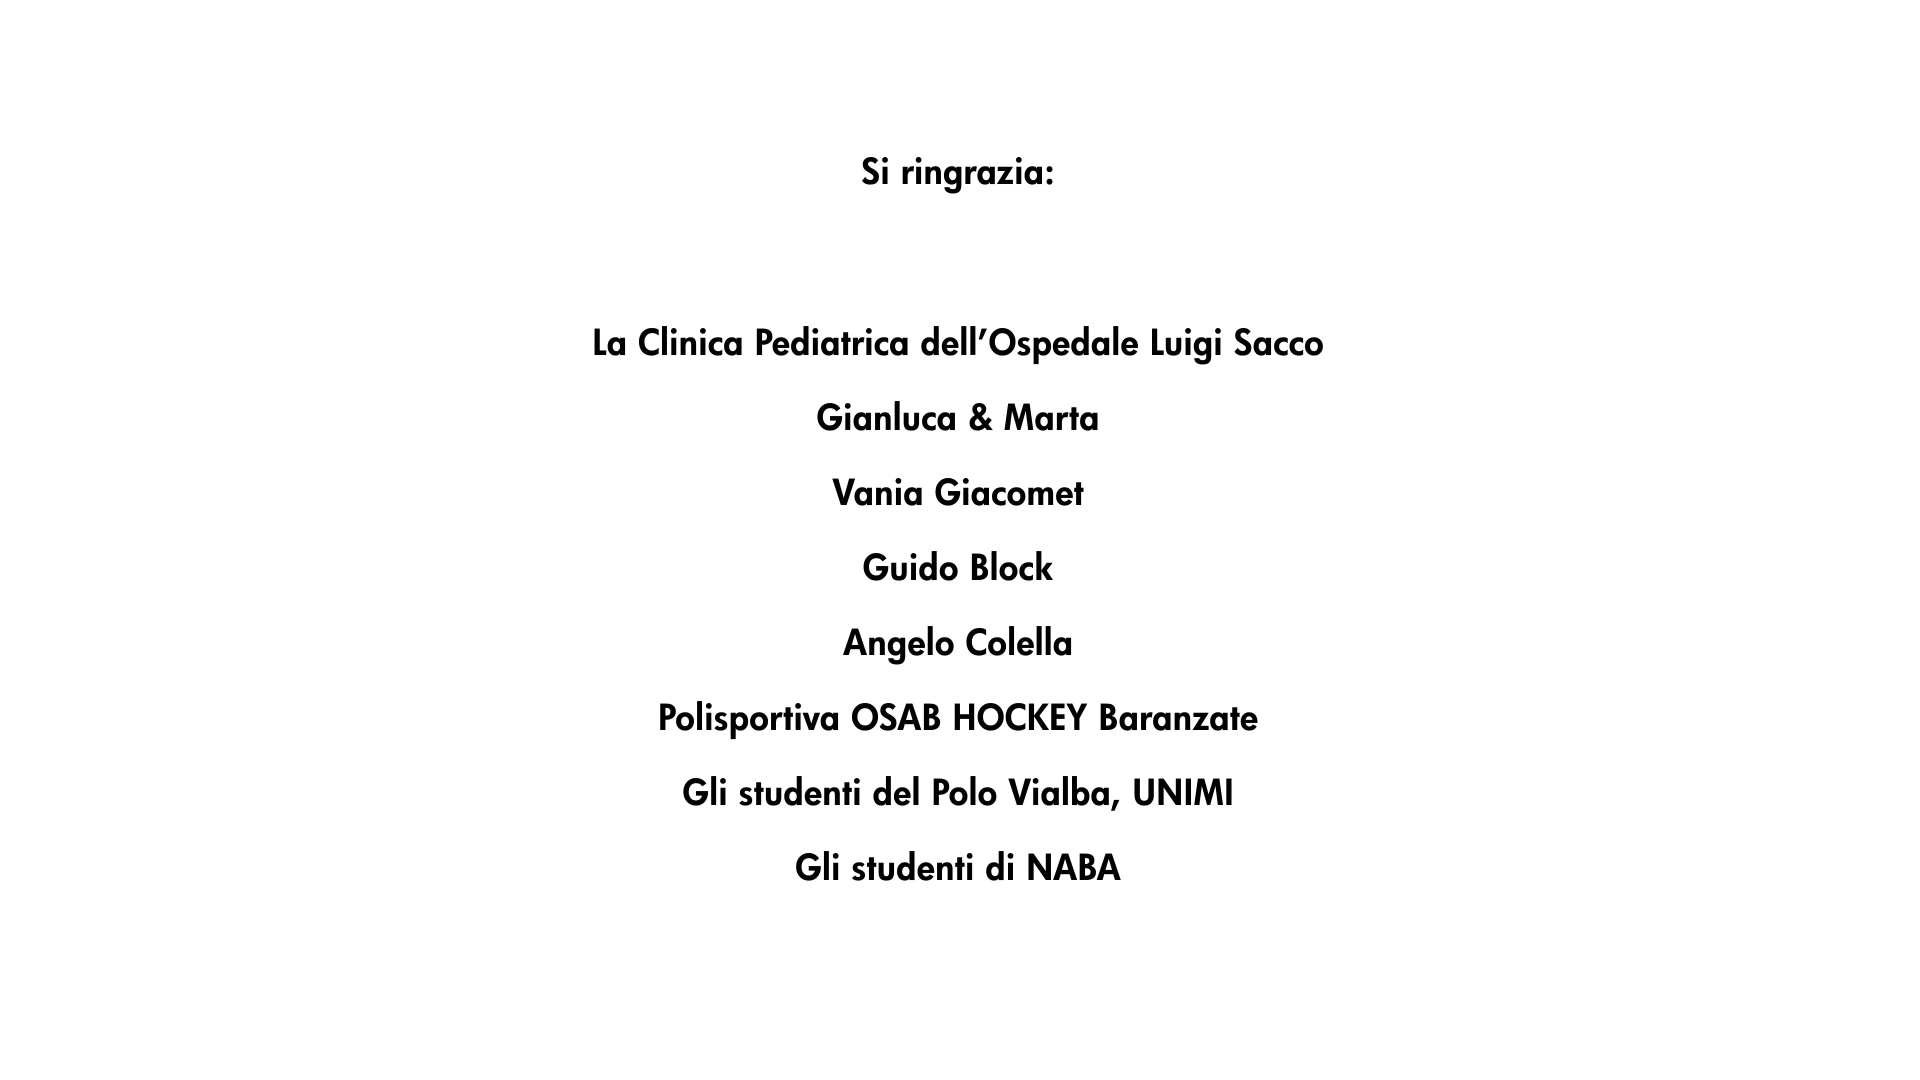 Si ringrazia:
La Clinica Pediatrica dell’Ospedale Luigi Sacco
Gianluca & Marta
Vania Giacomet
Guido Block
Angelo Colella
Polisportiva OSAB HOCKEY Baranzate
Gli studenti del Polo Vialba, UNIMI
Gli studenti di NABA